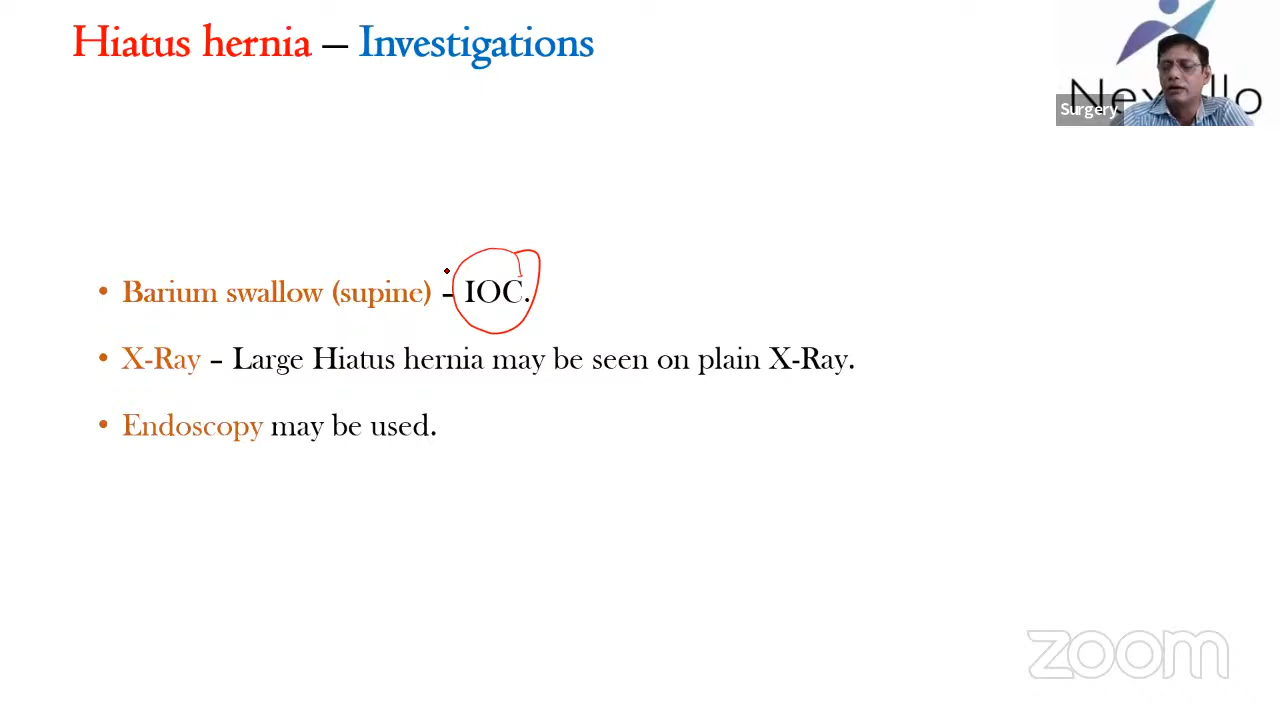 Hiatus hernia – Investigations
Surgery
• Barium swallow (supine) – IOC.
• X-Ray – Large Hiatus hernia may be seen on plain X-Ray.
• Endoscopy may be used.
zoom